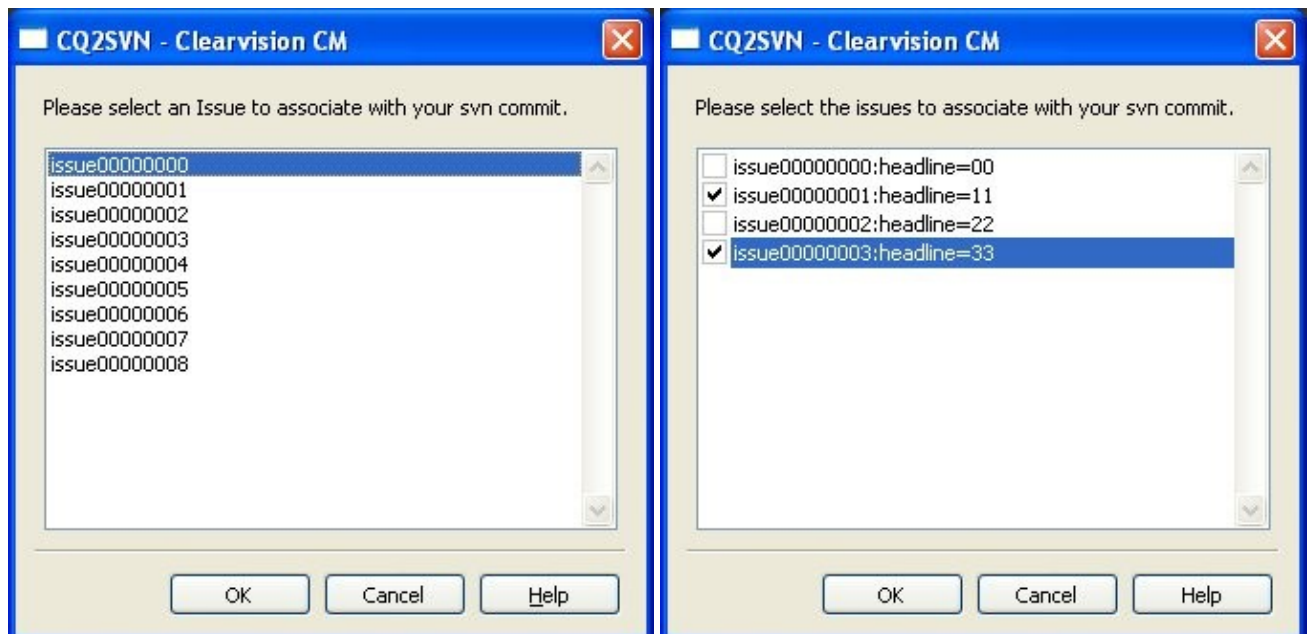 CQ2SVN - Clearvision CM
Please select an Issue to associate with your svn commit.
issue00000000
issue00000001
issue00000002
issue00000003
issue00000004
issue00000005
issue00000006
issue00000007
issue00000008
OK Cancel Help
CQ2SVN - Clearvision CM
Please select the issues to associate with your svn commit.
issue00000000:headline=00
issue00000001:headline=11
issue00000002:headline=22
issue00000003:headline=33
OK Cancel Help